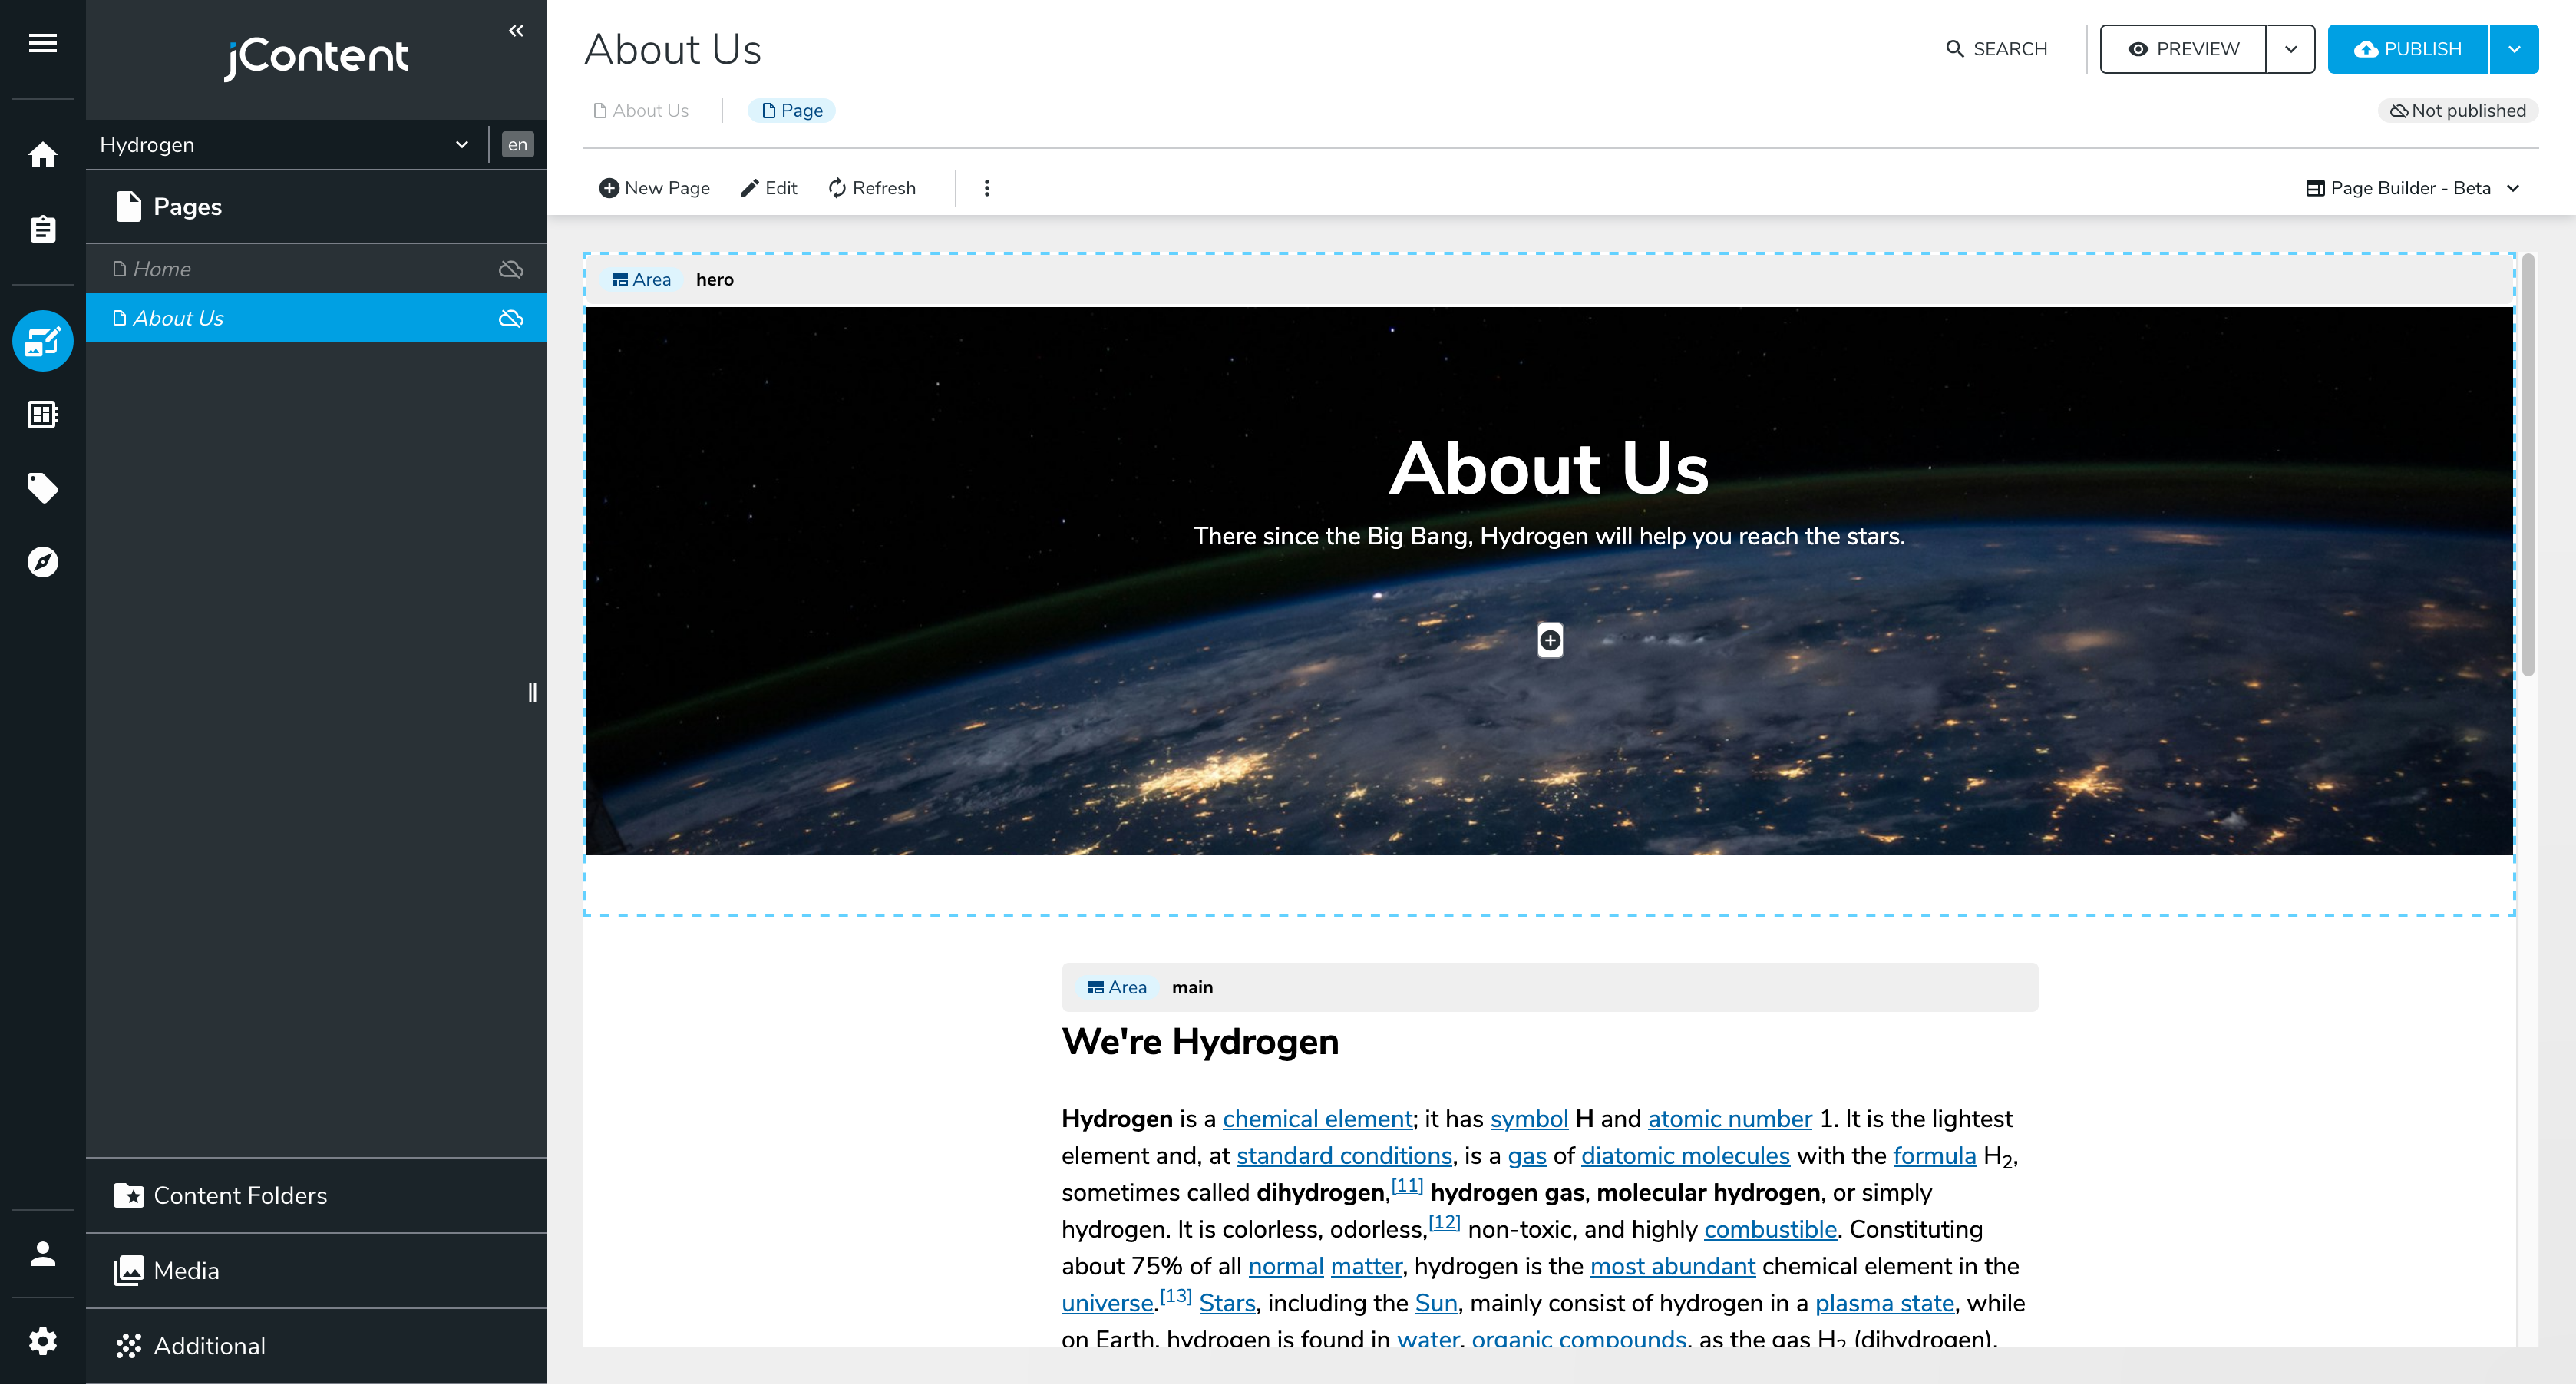 jContent
Hydrogen
en
Pages
Home
About Us
Content Folders
Media
Additional
About Us
SEARCH
PREVIEW
PUBLISH
About Us
Page
Not published
New Page
Edit
Refresh
Page Builder - Beta
Area hero
About Us
There since the Big Bang, Hydrogen will help you reach the stars.
Area main
We're Hydrogen
Hydrogen is a chemical element; it has symbol H and atomic number 1. It is the lightest
element and, at standard conditions, is a gas of diatomic molecules with the formula H₂,
sometimes called dihydrogen,[11] hydrogen gas, molecular hydrogen, or simply
hydrogen. It is colorless, odorless,[12] non-toxic, and highly combustible. Constituting
about 75% of all normal matter, hydrogen is the most abundant chemical element in the
universe.[13] Stars, including the Sun, mainly consist of hydrogen in a plasma state, while
on Earth, hydrogen is found in water, organic compounds, as the gas H₂ (dihydrogen),